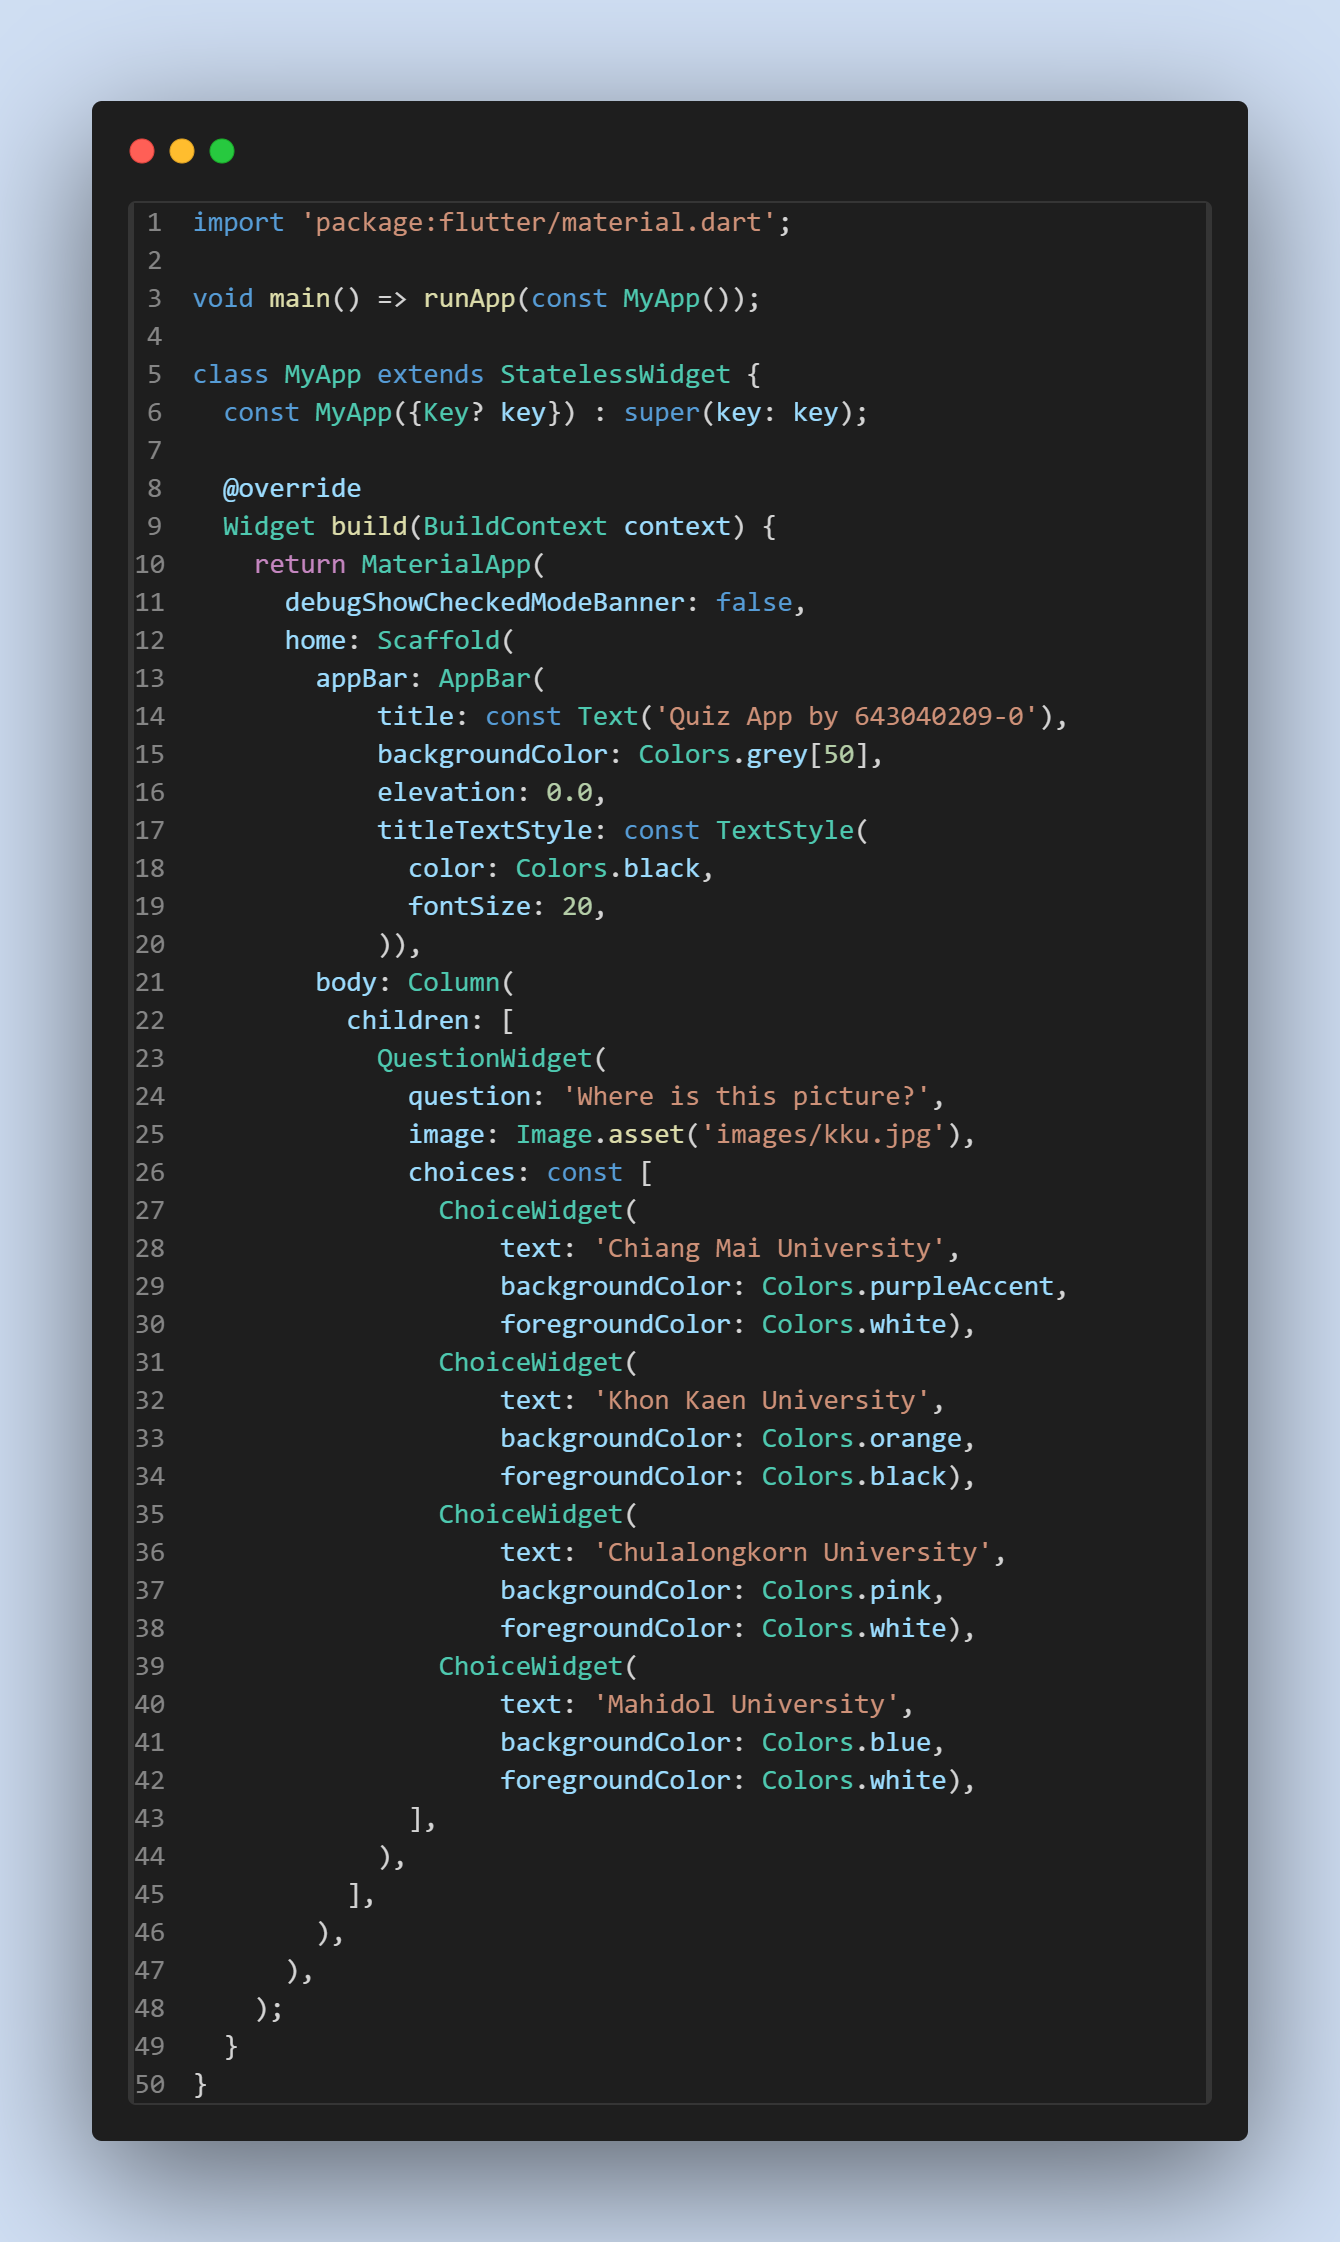 1 import 'package:flutter/material.dart';
2
3 void main() => runApp(const MyApp());
4
5 class MyApp extends StatelessWidget {
6   const MyApp({Key? key}) : super(key: key);
7
8   @override
9   Widget build(BuildContext context) {
10     return MaterialApp(
11       debugShowCheckedModeBanner: false,
12       home: Scaffold(
13         appBar: AppBar(
14             title: const Text('Quiz App by 643040209-0'),
15             backgroundColor: Colors.grey[50],
16             elevation: 0.0,
17             titleTextStyle: const TextStyle(
18               color: Colors.black,
19               fontSize: 20,
20             )),
21         body: Column(
22           children: [
23             QuestionWidget(
24               question: 'Where is this picture?',
25               image: Image.asset('images/kku.jpg'),
26               choices: const [
27                 ChoiceWidget(
28                     text: 'Chiang Mai University',
29                     backgroundColor: Colors.purpleAccent,
30                     foregroundColor: Colors.white),
31                 ChoiceWidget(
32                     text: 'Khon Kaen University',
33                     backgroundColor: Colors.orange,
34                     foregroundColor: Colors.black),
35                 ChoiceWidget(
36                     text: 'Chulalongkorn University',
37                     backgroundColor: Colors.pink,
38                     foregroundColor: Colors.white),
39                 ChoiceWidget(
40                     text: 'Mahidol University',
41                     backgroundColor: Colors.blue,
42                     foregroundColor: Colors.white),
43               ],
44             ),
45           ],
46         ),
47       ),
48     );
49   }
50 }